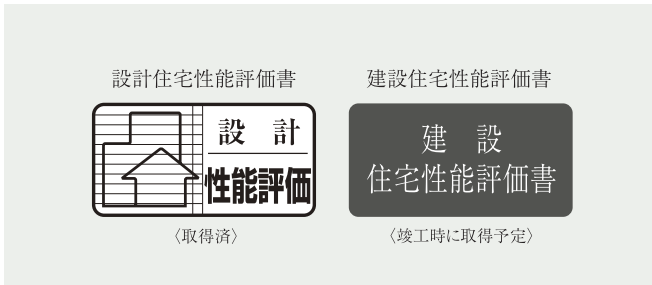 設計住宅性能評価書
設計
性能評価
〈取得済〉
建設住宅性能評価書
建設
住宅性能評価書
〈竣工時に取得予定〉